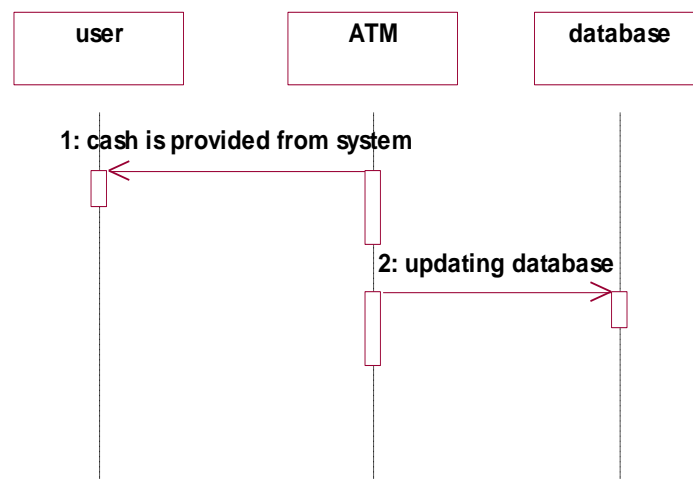 user
ATM
database
1: cash is provided from system
2: updating database